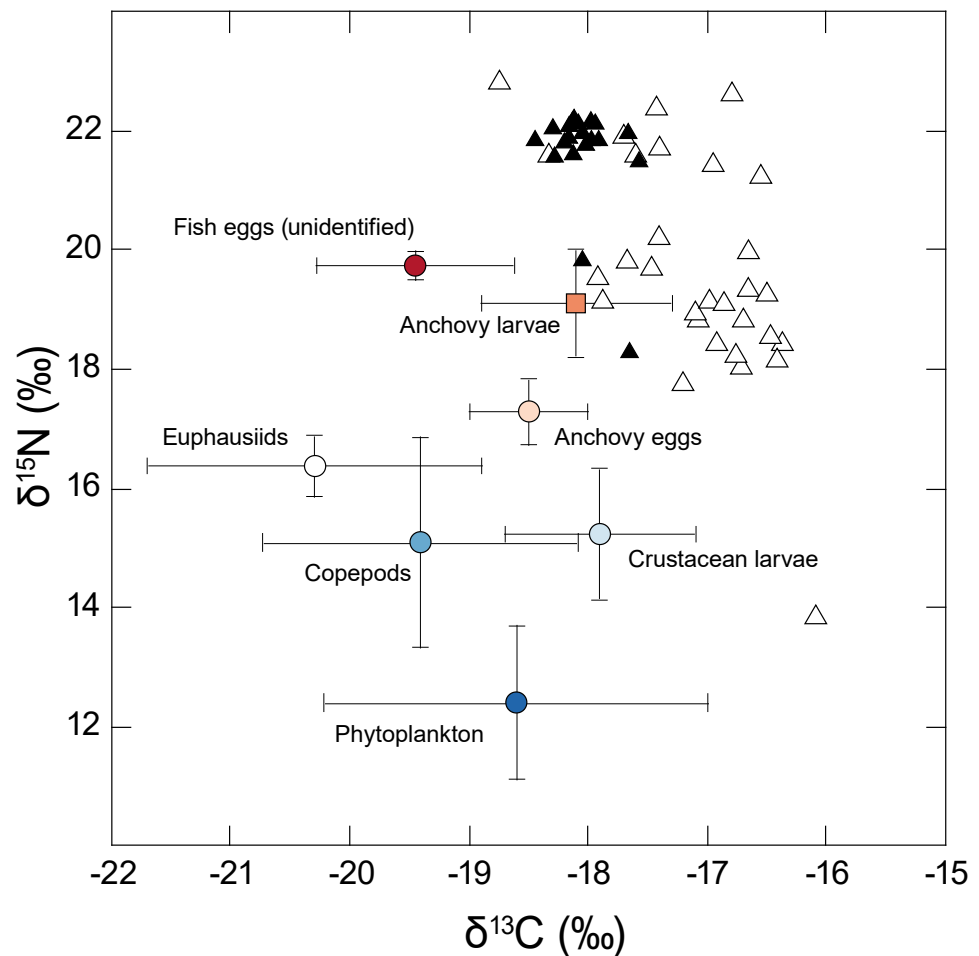 22
20
18
16
14
12
δ¹⁵N (‰)
Fish eggs (unidentified)
Anchovy larvae
Anchovy eggs
Euphausiids
Copepods
Crustacean larvae
Phytoplankton
-22 -21 -20 -19 -18 -17 -16 -15
δ¹³C (‰)